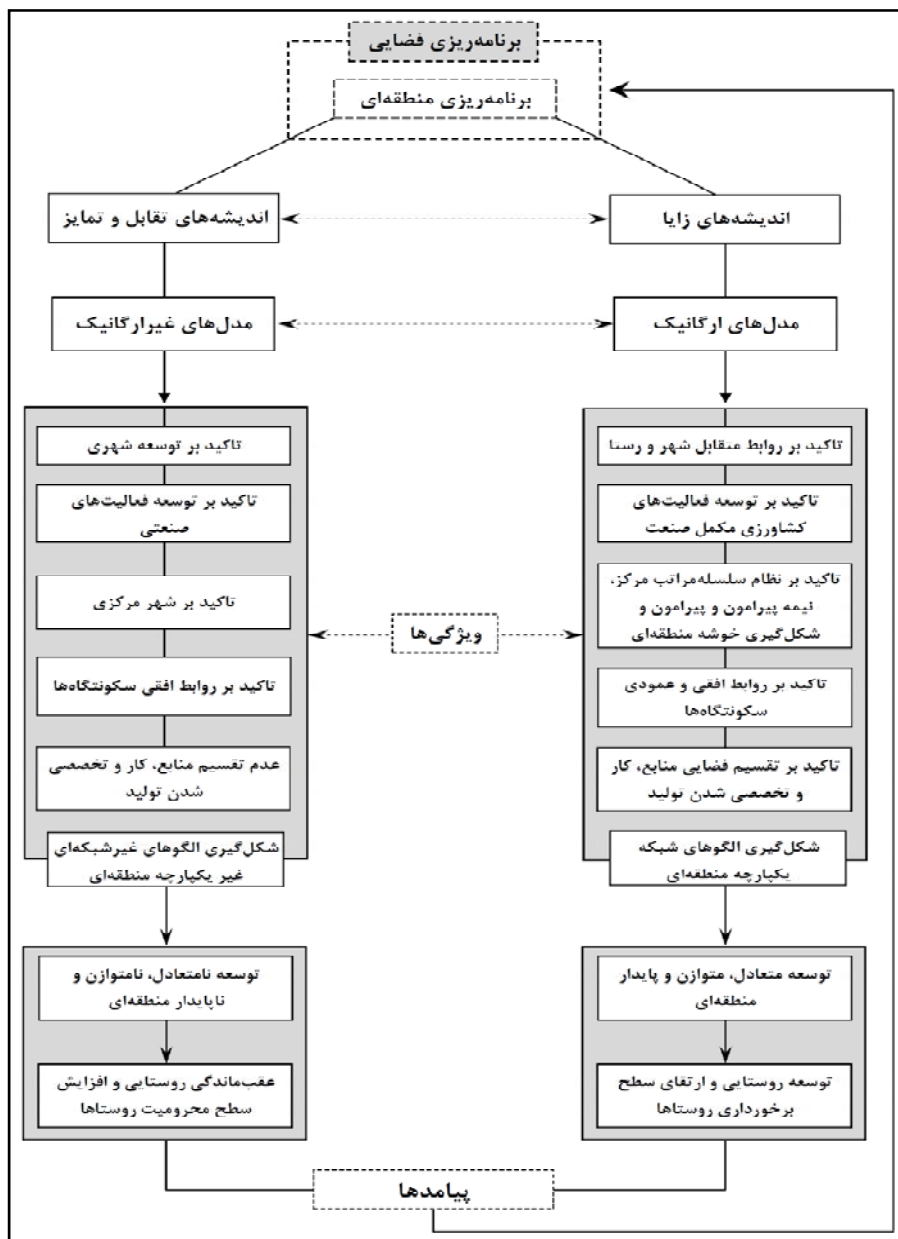 برنامه‌ریزی فضایی
برنامه‌ریزی منطقه‌ای
اندیشه‌های زایا
اندیشه‌های تقابل و تمایز
مدل‌های ارگانیک
مدل‌های غیرارگانیک
تاکید بر روابط متقابل شهر و رستا
تاکید بر توسعه شهری
تاکید بر توسعه فعالیت‌های
کشاورزی مکمل صنعت
تاکید بر توسعه فعالیت‌های
صنعتی
تاکید بر نظام سلسله‌مراتب مرکز،
نیمه پیرامون و پیرامون و
شکل‌گیری خوشه منطقه‌ای
تاکید بر شهر مرکزی
ویژگی‌ها
تاکید بر روابط افقی و عمودی
سکونتگاه‌ها
تاکید بر روابط افقی سکونتگاه‌ها
تاکید بر تقسیم فضایی منابع، کار
و تخصصی شدن تولید
عدم تقسیم منابع، کار و تخصصی
شدن تولید
شکل‌گیری الگوهای شبکه
یکپارچه منطقه‌ای
شکل‌گیری الگوهای غیرشبکه‌ای
غیر یکپارچه منطقه‌ای
توسعه متعادل، متوازن و پایدار
منطقه‌ای
توسعه نامتعادل، نامتوازن و
ناپایدار منطقه‌ای
توسعه روستایی و ارتقای سطح
برخورداری روستاها
عقب‌ماندگی روستایی و افزایش
سطح محرومیت روستاها
پیامدها